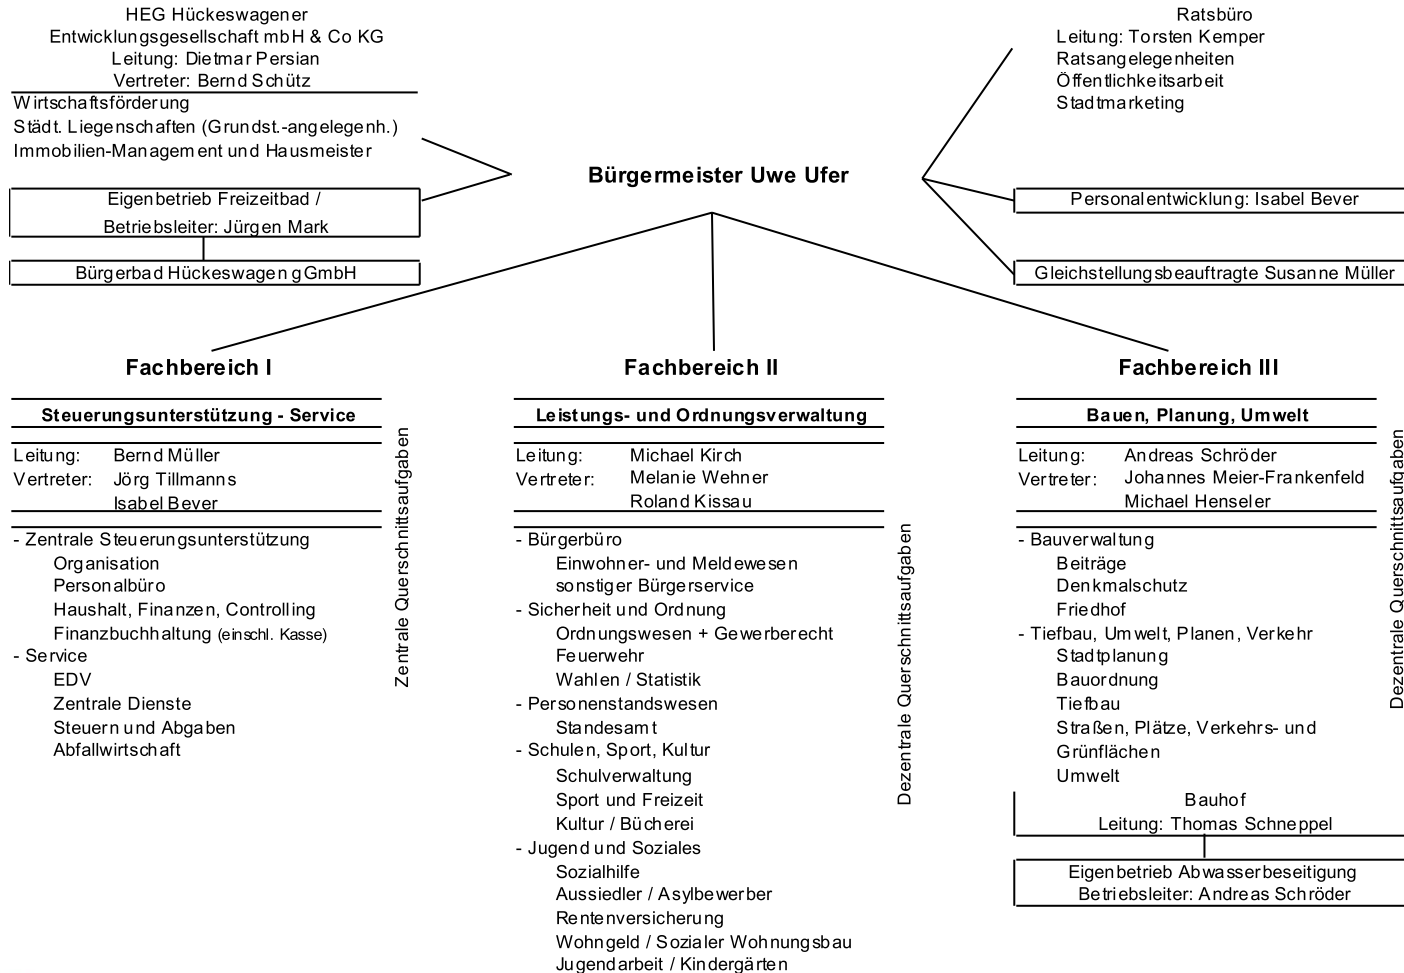 HEG Hückeswagener
Entwicklungsgesellschaft mbH & Co KG
Leitung: Dietmar Persian
Vertreter: Bernd Schütz
Wirtschaftsförderung
Städt. Liegenschaften (Grundst.-angelegenh.)
Immobilien-Management und Hausmeister
Eigenbetrieb Freizeitbad /
Betriebsleiter: Jürgen Mark
Bürgerbad Hückeswagen gGmbH
Bürgermeister Uwe Ufer
Ratsbüro
Leitung: Torsten Kemper
Ratsangelegenheiten
Öffentlichkeitsarbeit
Stadtmarketing
Personalentwicklung: Isabel Bever
Gleichstellungsbeauftragte Susanne Müller
Fachbereich I
Steuerungsunterstützung - Service
Leitung: Bernd Müller
Vertreter: Jörg Tillmanns
Isabel Bever
- Zentrale Steuerungsunterstützung
Organisation
Personalbüro
Haushalt, Finanzen, Controlling
Finanzbuchhaltung (einschl. Kasse)
- Service
EDV
Zentrale Dienste
Steuern und Abgaben
Abfallwirtschaft
Zentrale Querschnittsaufgaben
Fachbereich II
Leistungs- und Ordnungsverwaltung
Leitung: Michael Kirch
Vertreter: Melanie Wehner
Roland Kissau
- Bürgerbüro
Einwohner- und Meldewesen
sonstiger Bürgerservice
- Sicherheit und Ordnung
Ordnungswesen + Gewerberecht
Feuerwehr
Wahlen / Statistik
- Personenstandswesen
Standesamt
- Schulen, Sport, Kultur
Schulverwaltung
Sport und Freizeit
Kultur / Bücherei
- Jugend und Soziales
Sozialhilfe
Aussiedler / Asylbewerber
Rentenversicherung
Wohngeld / Sozialer Wohnungsbau
Jugendarbeit / Kindergärten
Dezentrale Querschnittsaufgaben
Fachbereich III
Bauen, Planung, Umwelt
Leitung: Andreas Schröder
Vertreter: Johannes Meier-Frankenfeld
Michael Henseler
- Bauverwaltung
Beiträge
Denkmalschutz
Friedhof
- Tiefbau, Umwelt, Planen, Verkehr
Stadtplanung
Bauordnung
Tiefbau
Straßen, Plätze, Verkehrs- und
Grünflächen
Umwelt
Bauhof
Leitung: Thomas Schneppel
Eigenbetrieb Abwasserbeseitigung
Betriebsleiter: Andreas Schröder
Dezentrale Querschnittsaufgaben